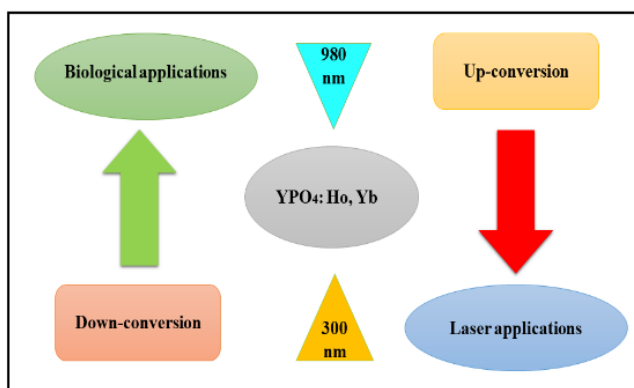 Biological applications
980
nm
Up-conversion
YPO₄: Ho, Yb
Down-conversion
300
nm
Laser applications